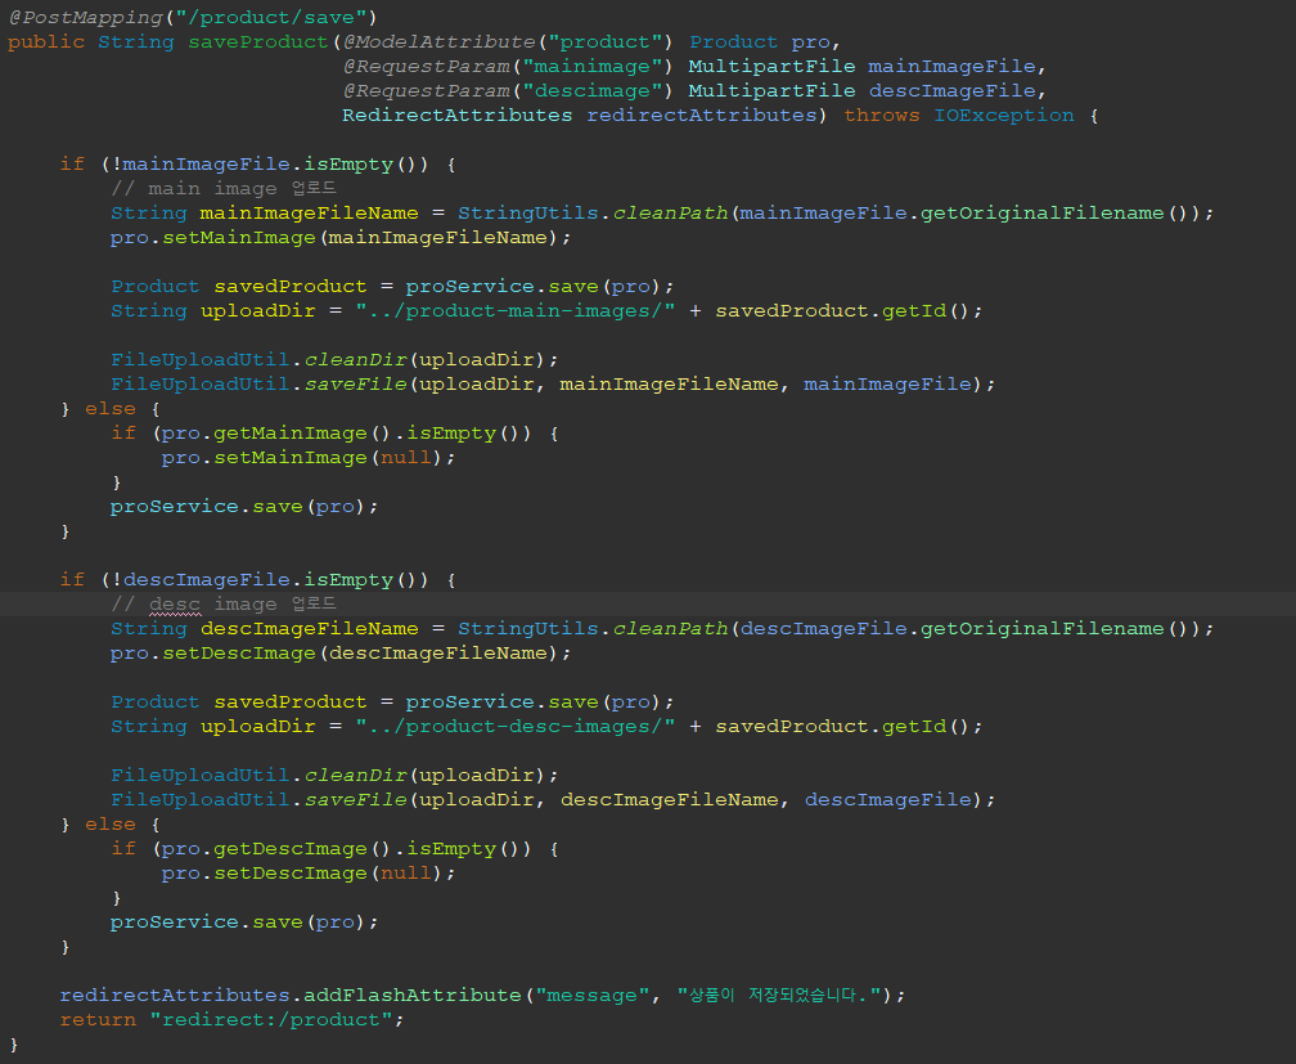 @PostMapping("/product/save")
public String saveProduct(@ModelAttribute("product") Product pro,
@RequestParam("mainimage") MultipartFile mainImageFile,
@RequestParam("descimage") MultipartFile descImageFile,
RedirectAttributes redirectAttributes) throws IOException {
if (!mainImageFile.isEmpty()) {
// main image 업로드
String mainImageFileName = StringUtils.cleanPath(mainImageFile.getOriginalFilename());
pro.setMainImage(mainImageFileName);
Product savedProduct = proService.save(pro);
String uploadDir = "../product-main-images/" + savedProduct.getId();
FileUploadUtil.cleanDir(uploadDir);
FileUploadUtil.saveFile(uploadDir, mainImageFileName, mainImageFile);
} else {
if (pro.getMainImage().isEmpty()) {
pro.setMainImage(null);
}
proService.save(pro);
}
if (!descImageFile.isEmpty()) {
// desc image 업로드
String descImageFileName = StringUtils.cleanPath(descImageFile.getOriginalFilename());
pro.setDescImage(descImageFileName);
Product savedProduct = proService.save(pro);
String uploadDir = "../product-desc-images/" + savedProduct.getId();
FileUploadUtil.cleanDir(uploadDir);
FileUploadUtil.saveFile(uploadDir, descImageFileName, descImageFile);
} else {
if (pro.getDescImage().isEmpty()) {
pro.setDescImage(null);
}
proService.save(pro);
}
redirectAttributes.addFlashAttribute("message", "상품이 저장되었습니다.");
return "redirect:/product";
}